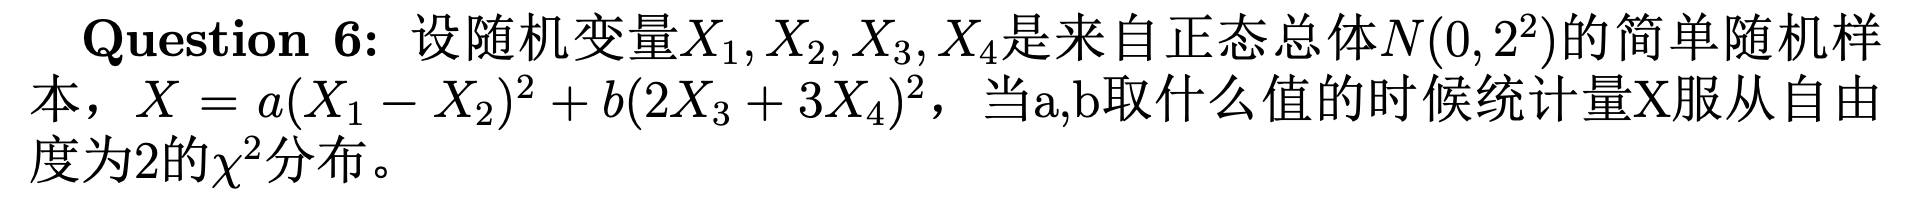 Question 6: 设随机变量X₁, X₂, X₃, X₄是来自正态总体N(0, 2²)的简单随机样
本，X = a(X₁ − X₂)² + b(2X₃ + 3X₄)²，当a,b取什么值的时候统计量X服从自由
度为2的χ²分布。